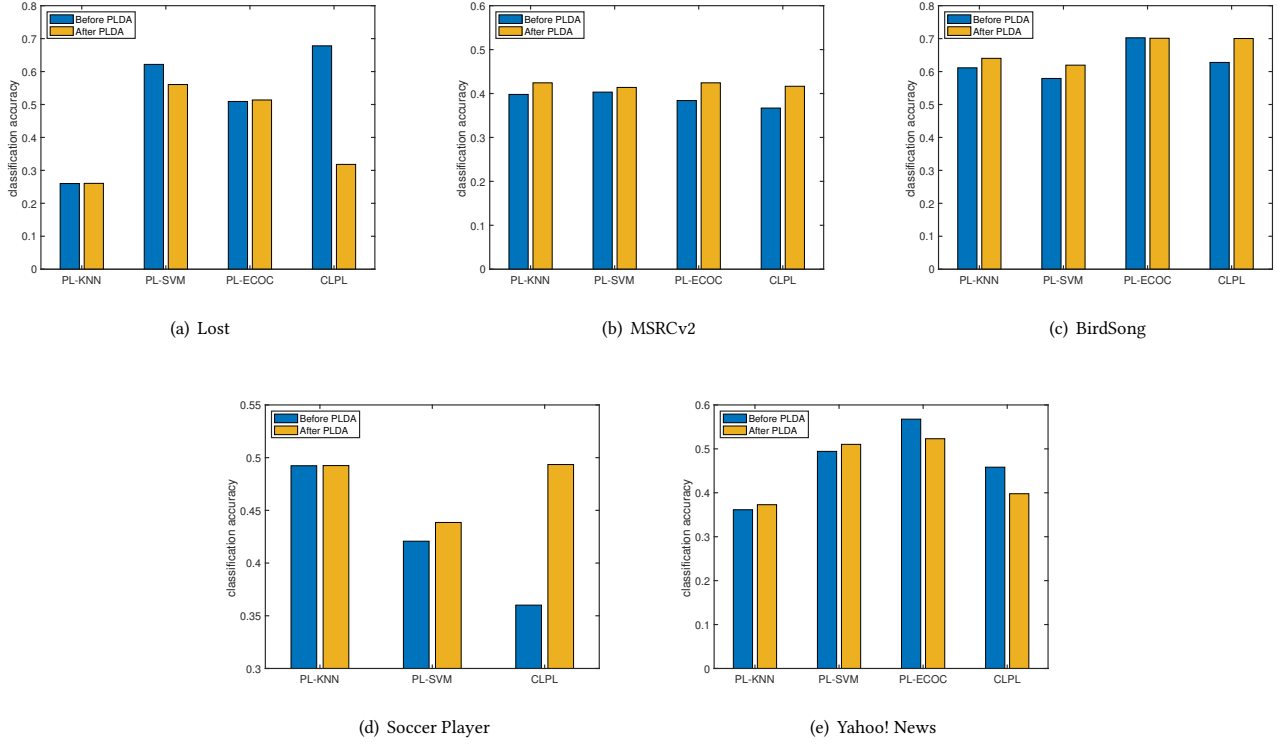 0.8
0.7
0.6
0.5
0.4
0.3
0.2
0.1
0
classification accuracy
Before PLDA
After PLDA
PL-KNN PL-SVM PL-ECOC CLPL
(a) Lost
0.6
0.5
0.4
0.3
0.2
0.1
0
classification accuracy
Before PLDA
After PLDA
PL-KNN PL-SVM PL-ECOC CLPL
(b) MSRCv2
0.8
0.7
0.6
0.5
0.4
0.3
0.2
0.1
0
classification accuracy
Before PLDA
After PLDA
PL-KNN PL-SVM PL-ECOC CLPL
(c) BirdSong
0.55
0.5
0.45
0.4
0.35
0.3
classification accuracy
Before PLDA
After PLDA
PL-KNN PL-SVM CLPL
(d) Soccer Player
0.6
0.5
0.4
0.3
0.2
0.1
0
classification accuracy
Before PLDA
After PLDA
PL-KNN PL-SVM PL-ECOC CLPL
(e) Yahoo! News